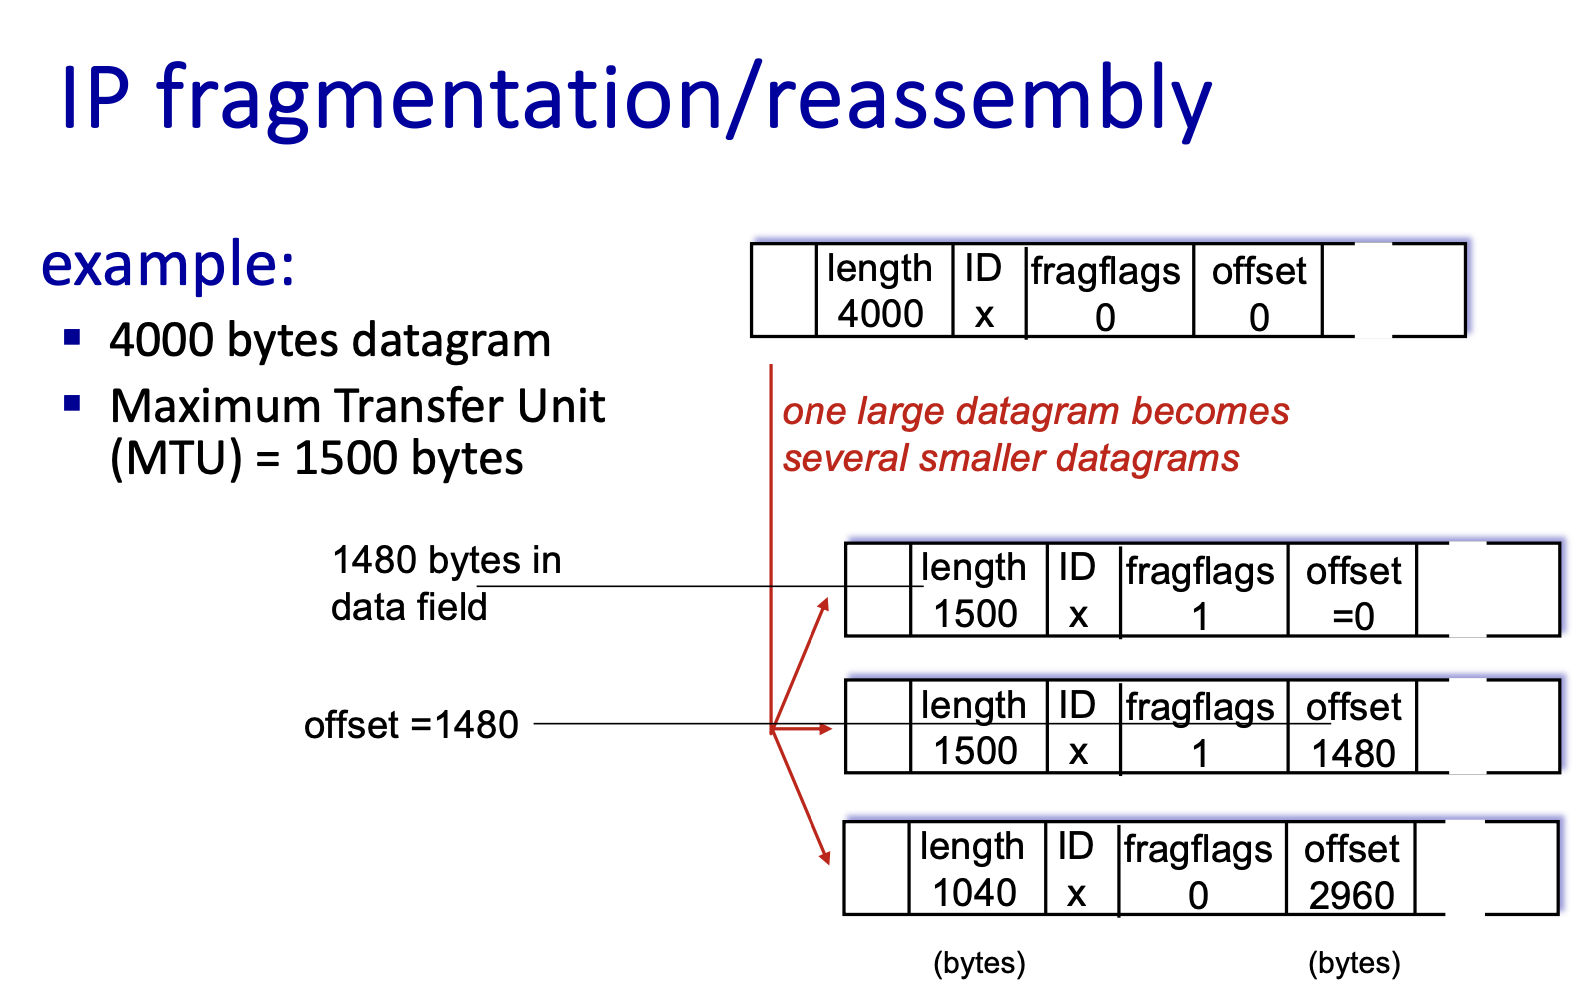 IP fragmentation/reassembly
example:
▪ 4000 bytes datagram
▪ Maximum Transfer Unit
(MTU) = 1500 bytes
length ID fragflags offset
4000 x 0 0
one large datagram becomes
several smaller datagrams
1480 bytes in
data field
length ID fragflags offset
1500 x 1 =0
offset =1480
length ID fragflags offset
1500 x 1 1480
length ID fragflags offset
1040 x 0 2960
(bytes) (bytes)